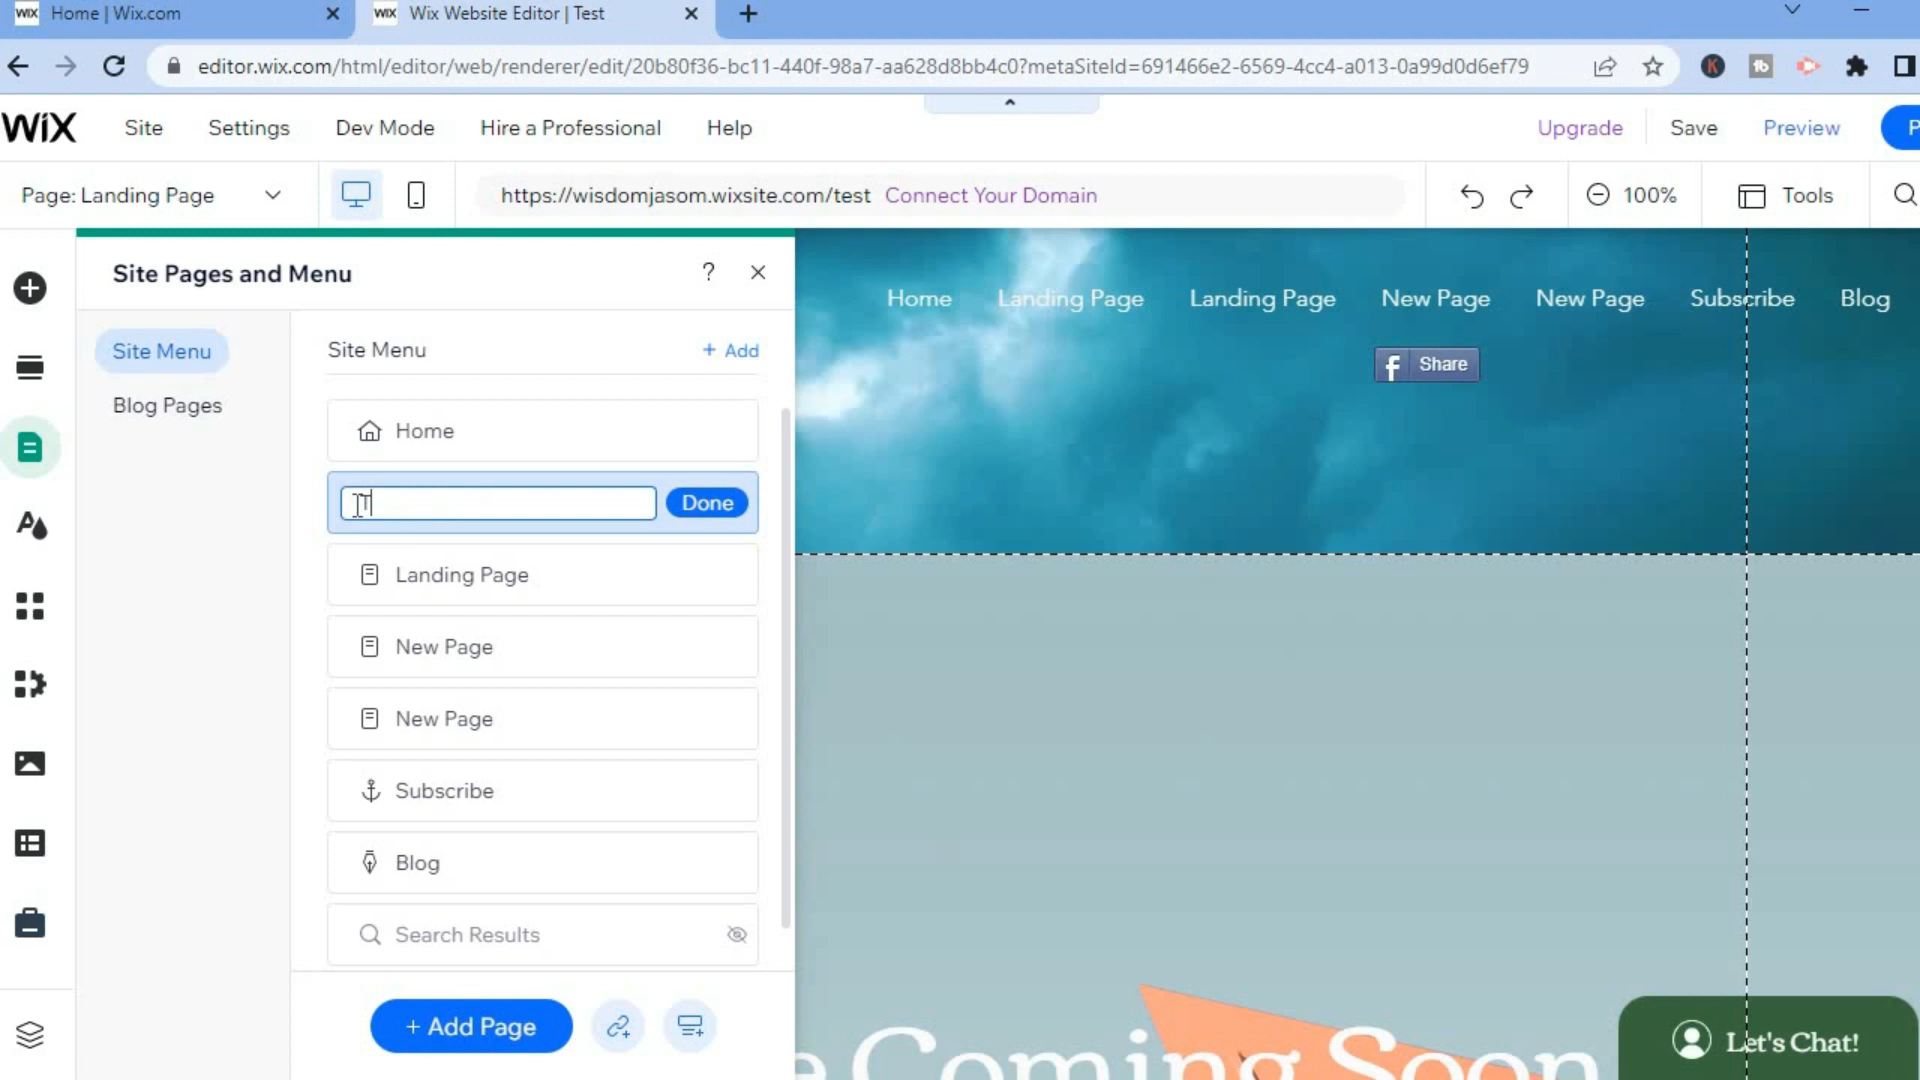 WIX Home | Wix.com WIX Wix Website Editor | Test
editor.wix.com/html/editor/web/renderer/edit/20b80f36-bc11-440f-98a7-aa628d8bb4c0?metaSiteId=691466e2-6569-4cc4-a013-0a99d0d6ef79
WiX Site Settings Dev Mode Hire a Professional Help Upgrade Save Preview P
Page: Landing Page https://wisdomjasom.wixsite.com/test Connect Your Domain 100% Tools
Site Pages and Menu ?
Home Landing Page Landing Page New Page New Page Subscribe Blog
Site Menu
Blog Pages
Site Menu + Add
f Share
Home
T Done
Landing Page
New Page
New Page
Subscribe
Blog
Search Results
+ Add Page
e Coming Soon
Let's Chat!